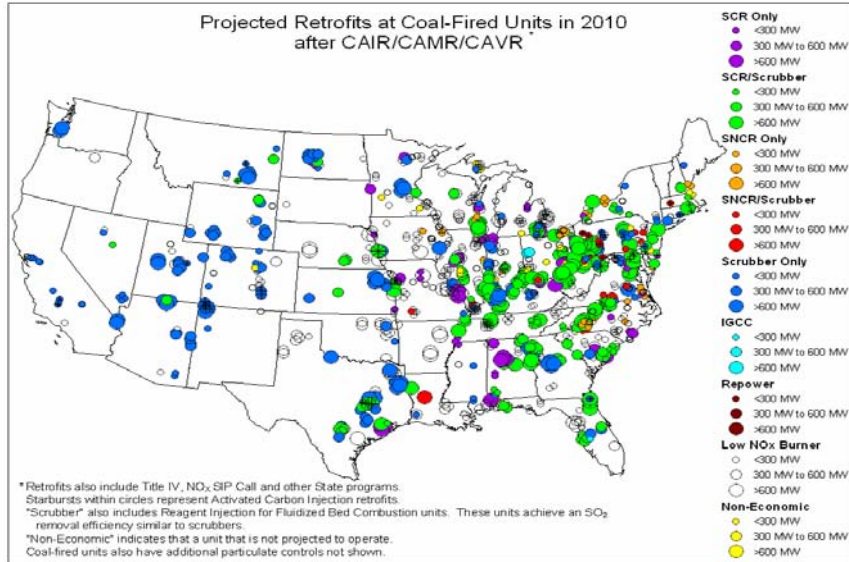 Projected Retrofits at Coal-Fired Units in 2010
after CAIR/CAMR/CAVR *
SCR Only
<300 MW
300 MW to 600 MW
>600 MW
SCR/Scrubber
<300 MW
300 MW to 600 MW
>600 MW
SNCR Only
<300 MW
300 MW to 600 MW
>600 MW
SNCR/Scrubber
<300 MW
300 MW to 600 MW
>600 MW
Scrubber Only
<300 MW
300 MW to 600 MW
>600 MW
IGCC
<300 MW
300 MW to 600 MW
>600 MW
Repower
<300 MW
300 MW to 600 MW
>600 MW
Low NOx Burner
<300 MW
300 MW to 600 MW
>600 MW
Non-Economic
<300 MW
300 MW to 600 MW
>600 MW
* Retrofits also include Title IV, NOx SIP Call and other State programs.
Starbursts within circles represent Activated Carbon Injection retrofits.
"Scrubber" also includes Reagent Injection for Fluidized Bed Combustion units. These units achieve an SO2
removal efficiency similar to scrubbers.
"Non-Economic" indicates that a unit that is not projected to operate.
Coal-fired units also have additional particulate controls not shown.